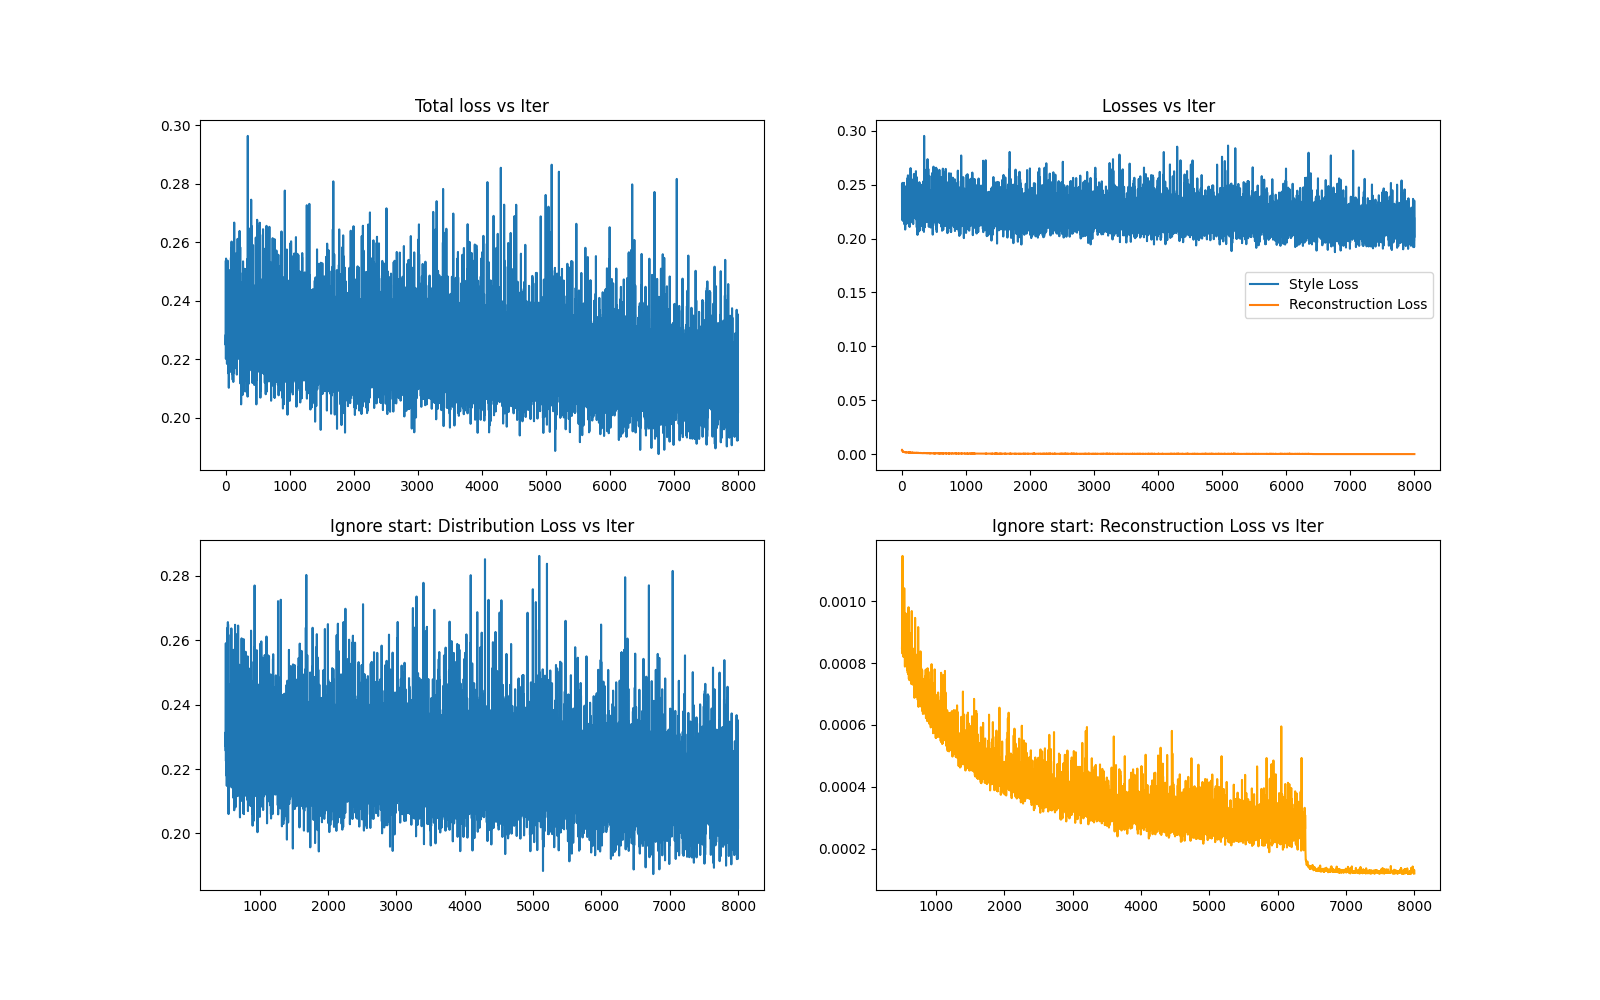 Total loss vs Iter
0.30
0.28
0.26
0.24
0.22
0.20
0 1000 2000 3000 4000 5000 6000 7000 8000
Losses vs Iter
0.30
0.25
0.20
0.15
0.10
0.05
0.00
Style Loss
Reconstruction Loss
0 1000 2000 3000 4000 5000 6000 7000 8000
Ignore start: Distribution Loss vs Iter
0.28
0.26
0.24
0.22
0.20
1000 2000 3000 4000 5000 6000 7000 8000
Ignore start: Reconstruction Loss vs Iter
0.0010
0.0008
0.0006
0.0004
0.0002
1000 2000 3000 4000 5000 6000 7000 8000